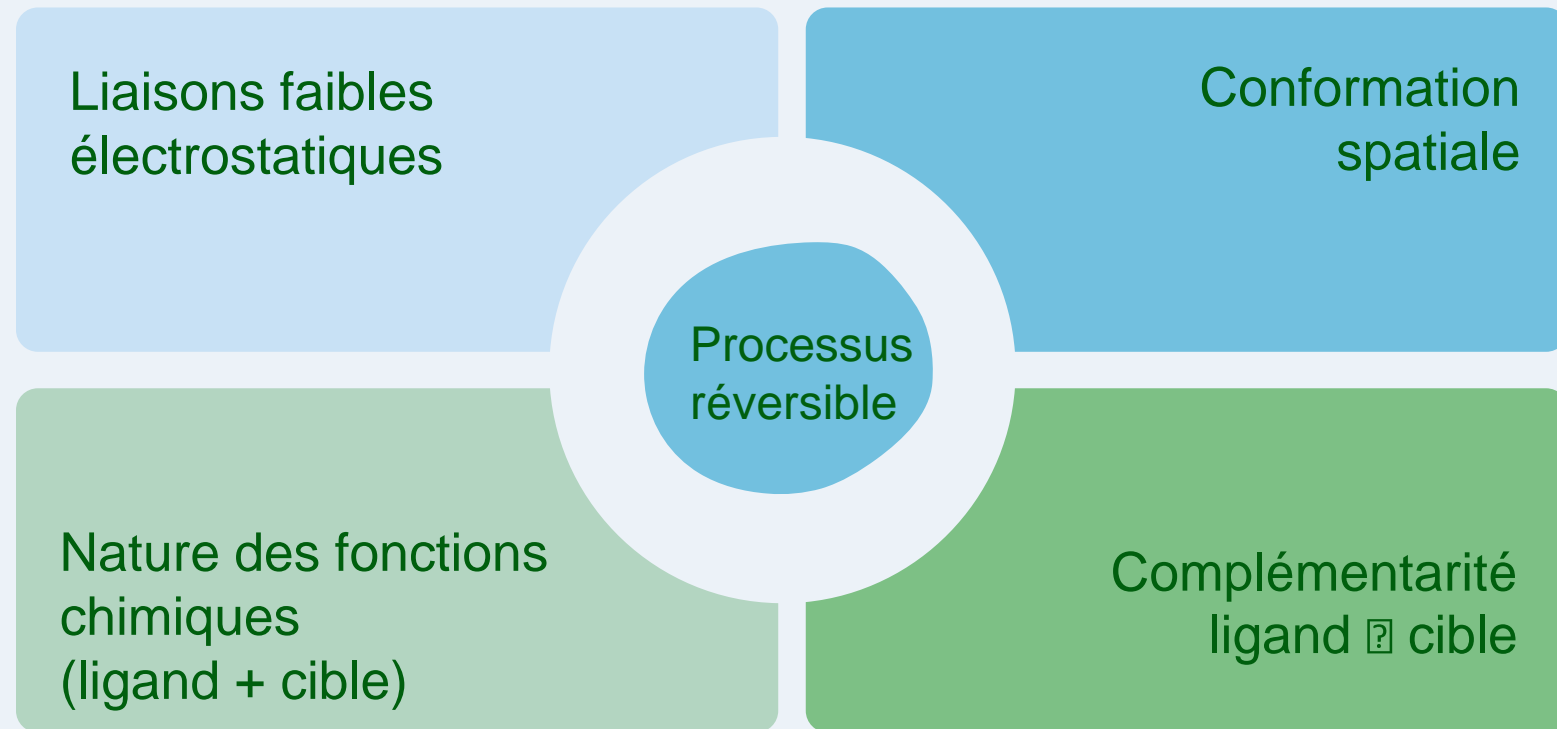 Liaisons faibles
électrostatiques
Conformation
spatiale
Processus
réversible
Nature des fonctions
chimiques
(ligand + cible)
Complémentarité
ligand ⍰ cible